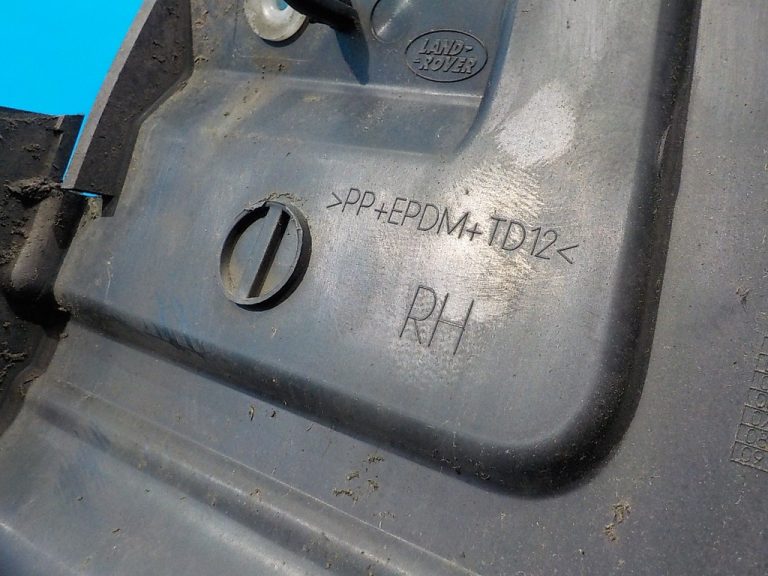 LAND-
-ROVER
>PP+EPDM+TD12<
RH